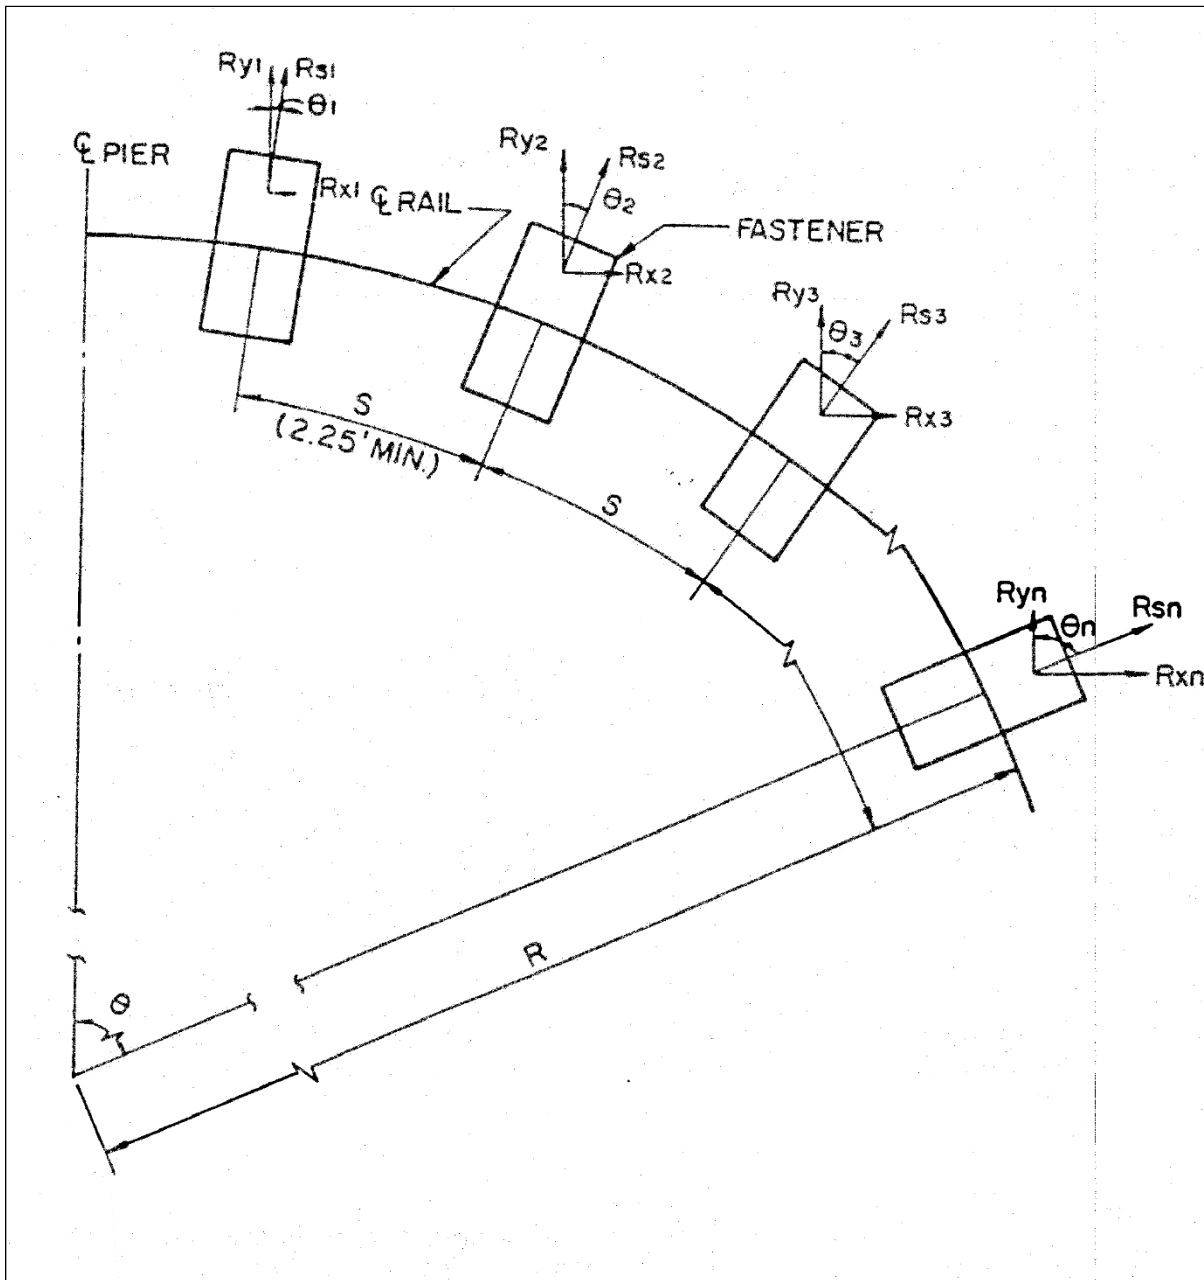 Ry1
Rs1
θ1
℄ PIER
Rx1
℄ RAIL
Ry2
Rs2
θ2
FASTENER
Rx2
Ry3
Rs3
θ3
Rx3
S
(2.25' MIN.)
S
Ryn
θn
Rsn
Rxn
R
θ